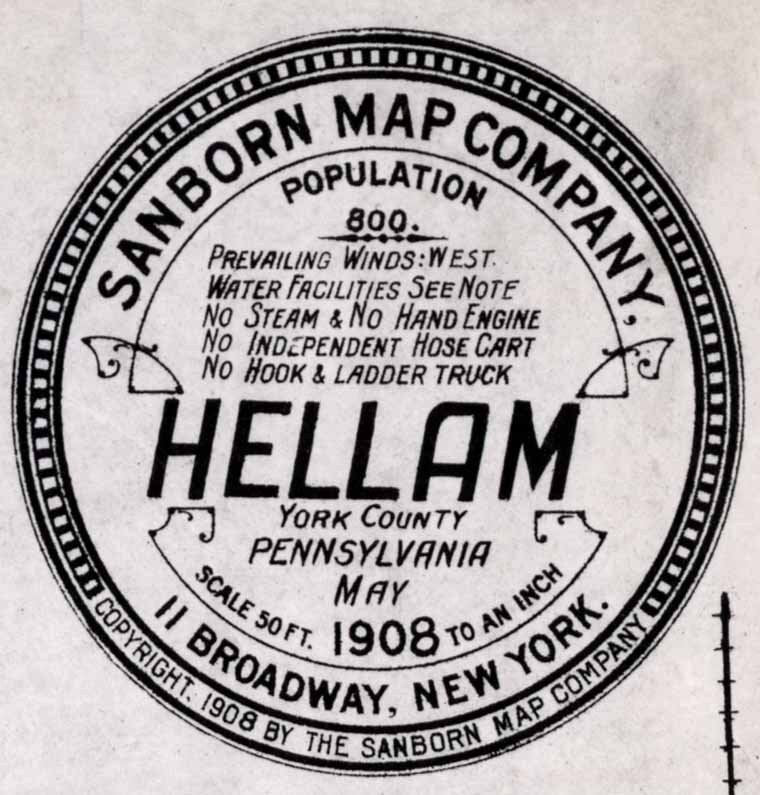 SANBORN MAP COMPANY,
POPULATION
800.
PREVAILING WINDS: WEST.
WATER FACILITIES SEE NOTE
NO STEAM & NO HAND ENGINE
NO INDEPENDENT HOSE CART
NO HOOK & LADDER TRUCK
HELLAM
YORK COUNTY
PENNSYLVANIA
MAY
SCALE 50 FT. 1908 TO AN INCH
11 BROADWAY, NEW YORK.
COPYRIGHT. 1908 BY THE SANBORN MAP COMPANY